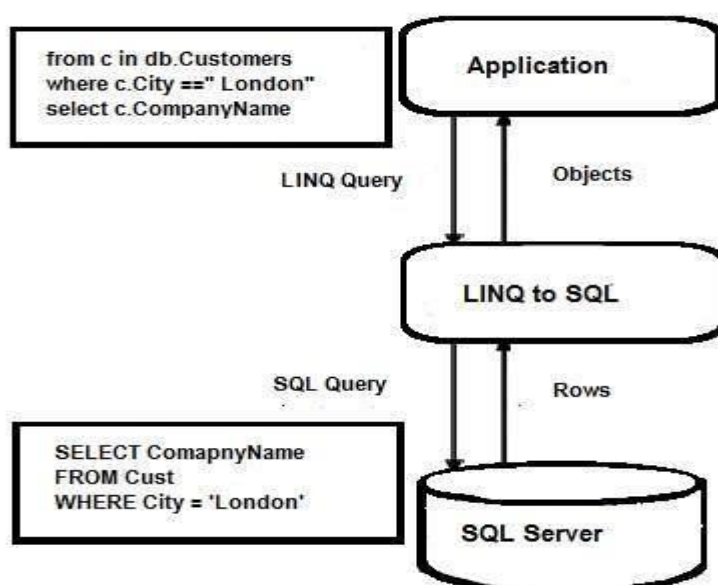 from c in db.Customers
where c.City ==" London"
select c.CompanyName
Application
LINQ Query
Objects
LINQ to SQL
SQL Query
Rows
SELECT ComapnyName
FROM Cust
WHERE City = 'London'
SQL Server